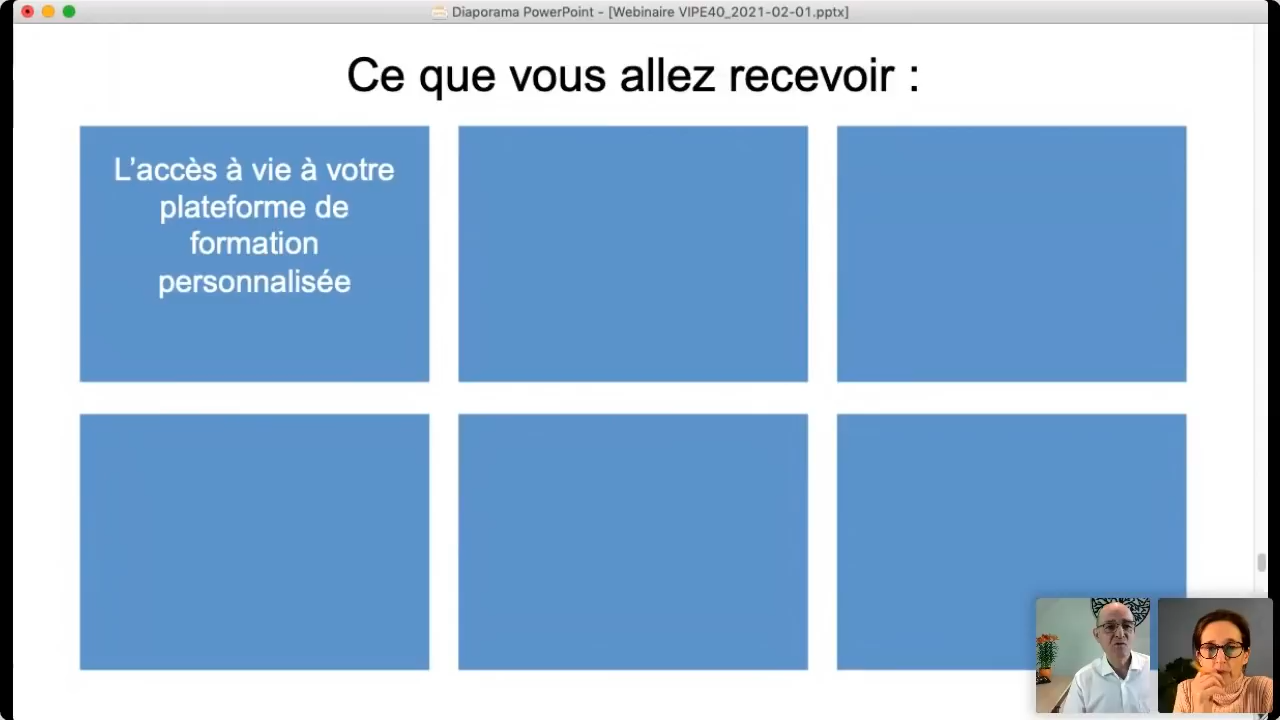 Diaporama PowerPoint - [Webinaire VIPE40_2021-02-01.pptx]
Ce que vous allez recevoir :
L’accès à vie à votre
plateforme de
formation
personnalisée